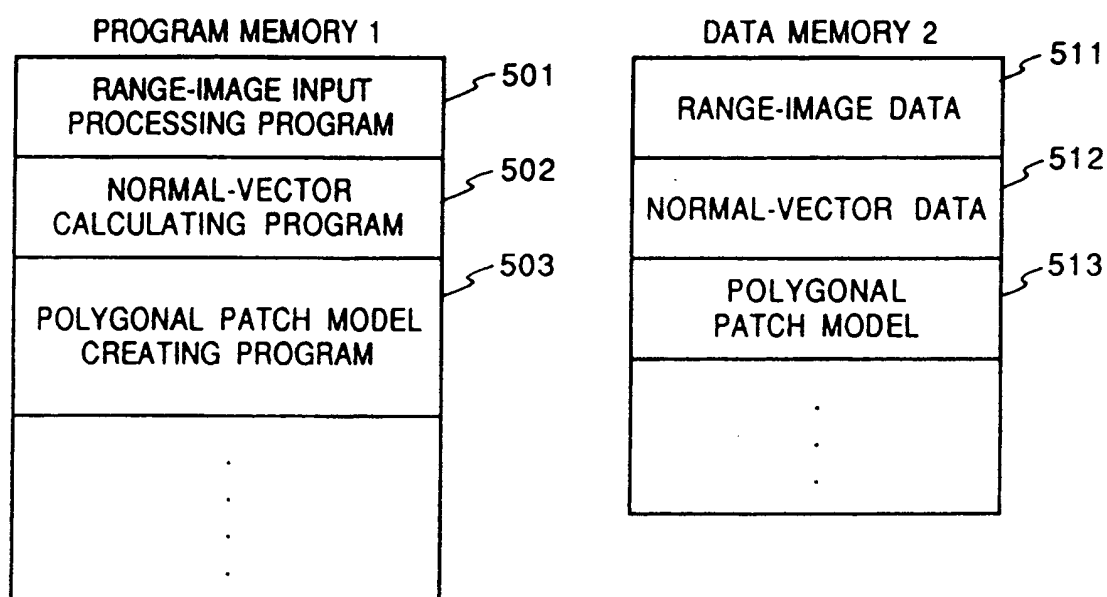 PROGRAM MEMORY 1
RANGE-IMAGE INPUT
PROCESSING PROGRAM
501
NORMAL-VECTOR
CALCULATING PROGRAM
502
POLYGONAL PATCH MODEL
CREATING PROGRAM
503
DATA MEMORY 2
RANGE-IMAGE DATA
511
NORMAL-VECTOR DATA
512
POLYGONAL
PATCH MODEL
513